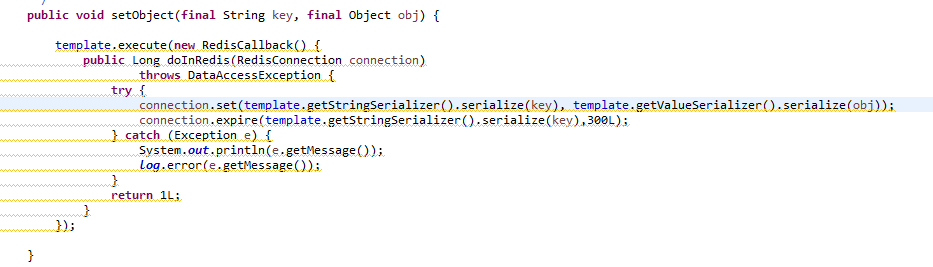 public void setObject(final String key, final Object obj) {
template.execute(new RedisCallback() {
public Long doInRedis(RedisConnection connection)
throws DataAccessException {
try {
connection.set(template.getStringSerializer().serialize(key), template.getValueSerializer().serialize(obj));
connection.expire(template.getStringSerializer().serialize(key),300L);
} catch (Exception e) {
System.out.println(e.getMessage());
log.error(e.getMessage());
}
return 1L;
}
});
}